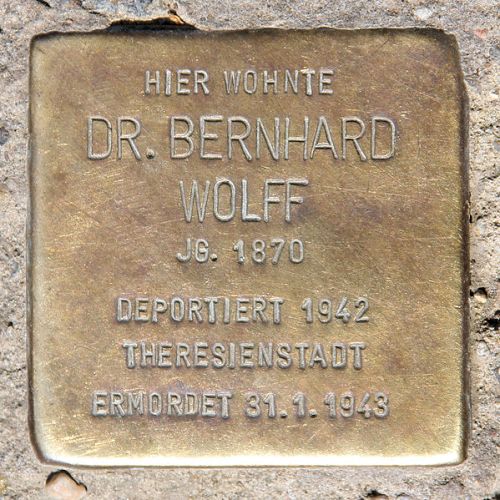 HIER WOHNTE
DR. BERNHARD
WOLFF
JG. 1870
DEPORTIERT 1942
THERESIENSTADT
ERMORDET 31.1.1943